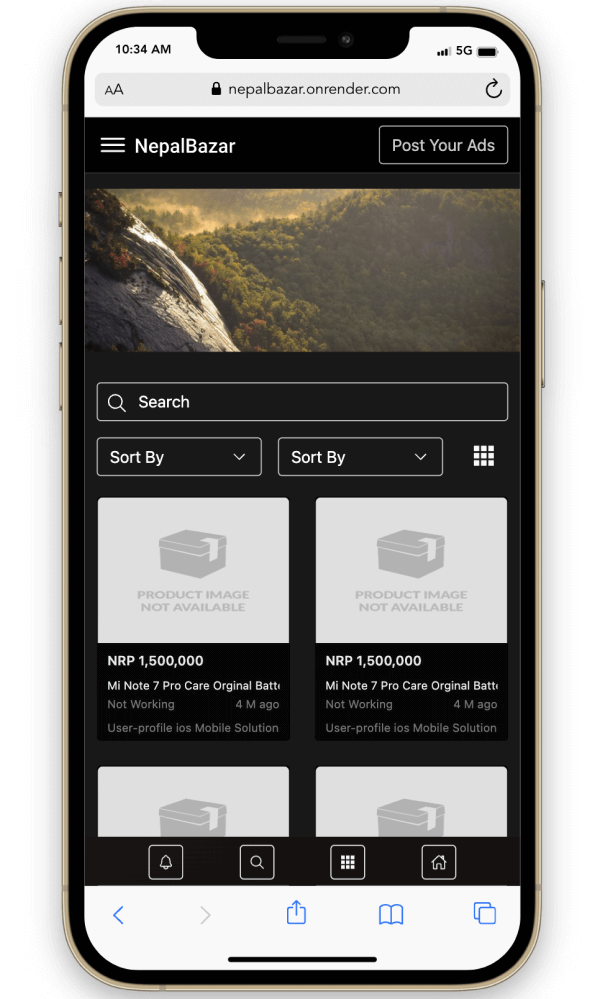 10:34 AM
5G
AA
nepalbazar.onrender.com
NepalBazar
Post Your Ads
Search
Sort By
Sort By
PRODUCT IMAGE
NOT AVAILABLE
NRP 1,500,000
Mi Note 7 Pro Care Orginal Batt
Not Working
4 M ago
User-profile ios Mobile Solution
PRODUCT IMAGE
NOT AVAILABLE
NRP 1,500,000
Mi Note 7 Pro Care Orginal Batt
Not Working
4 M ago
User-profile ios Mobile Solution